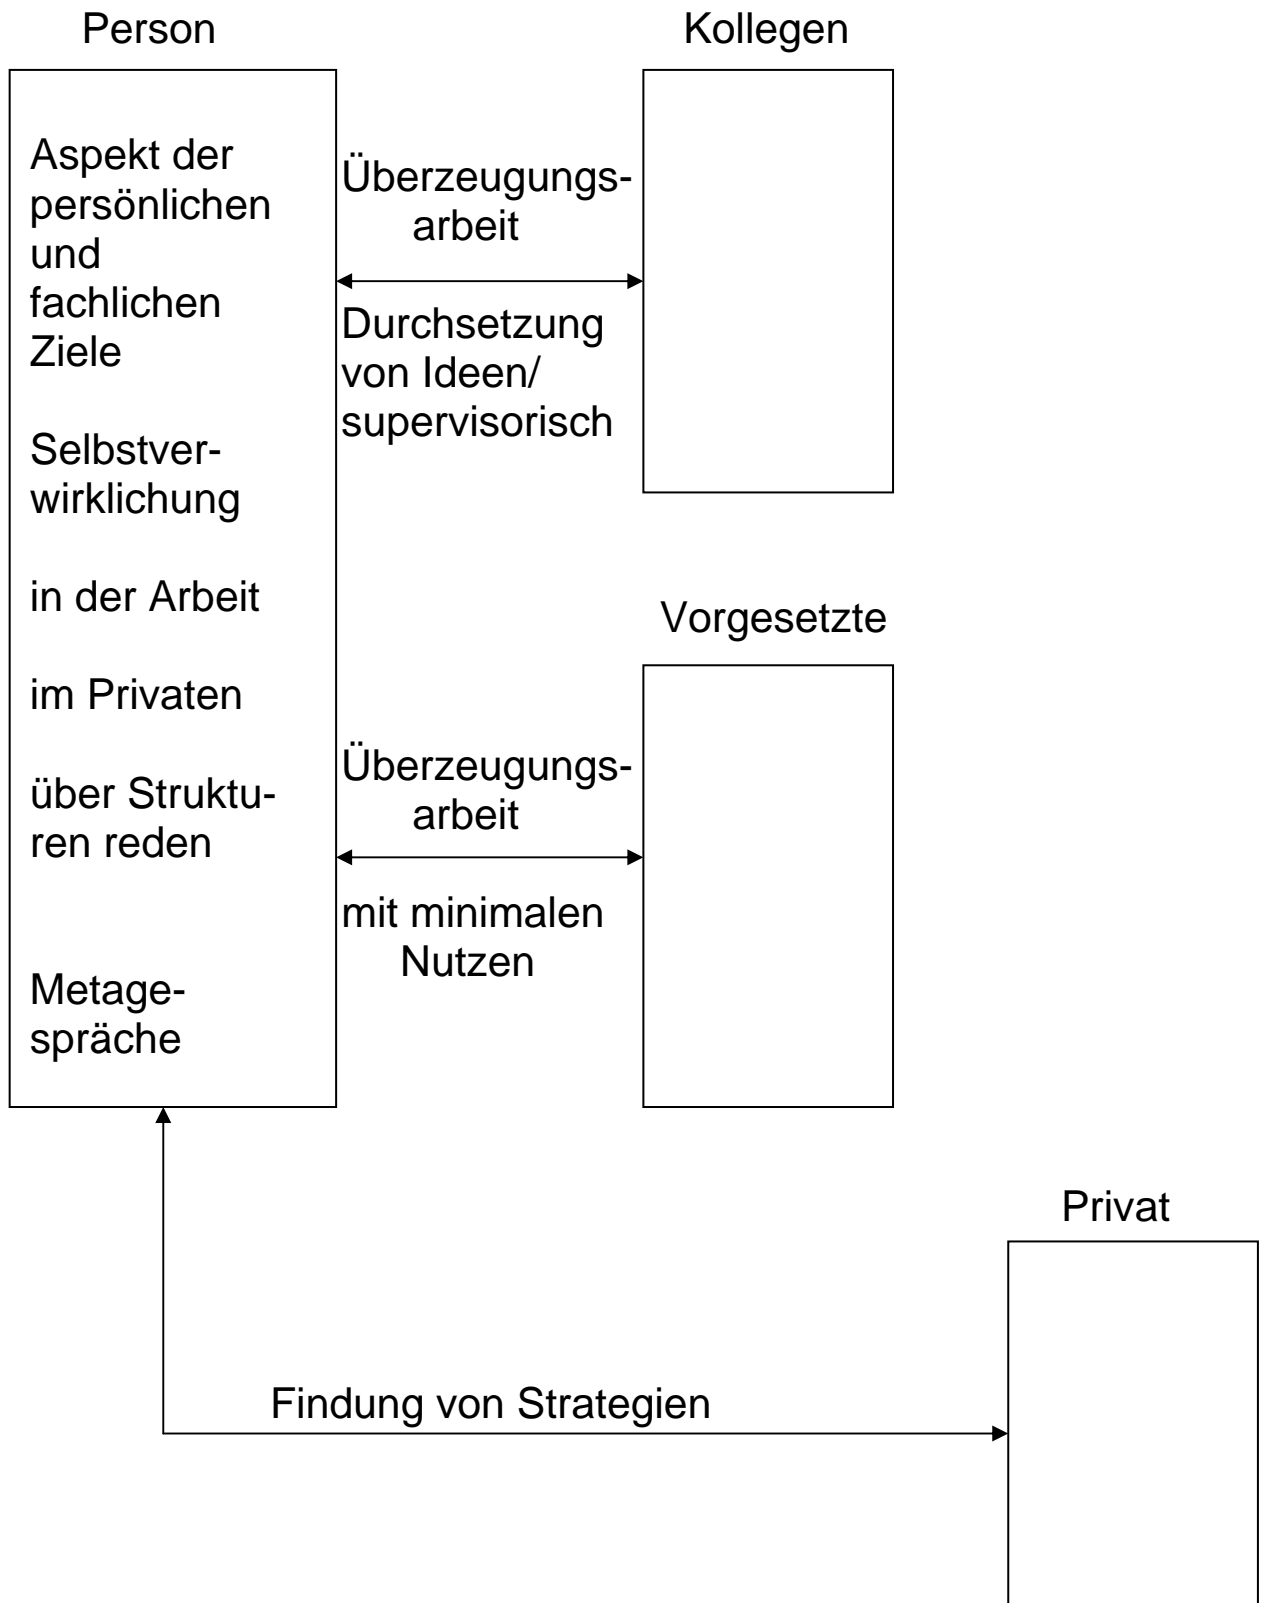 Person
Kollegen
Aspekt der
persönlichen
und
fachlichen
Ziele
Selbstver-
wirklichung
in der Arbeit
im Privaten
über Struktu-
ren reden
Metage-
spräche
Überzeugungs-
arbeit
Durchsetzung
von Ideen/
supervisorisch
Vorgesetzte
Überzeugungs-
arbeit
mit minimalen
Nutzen
Privat
Findung von Strategien